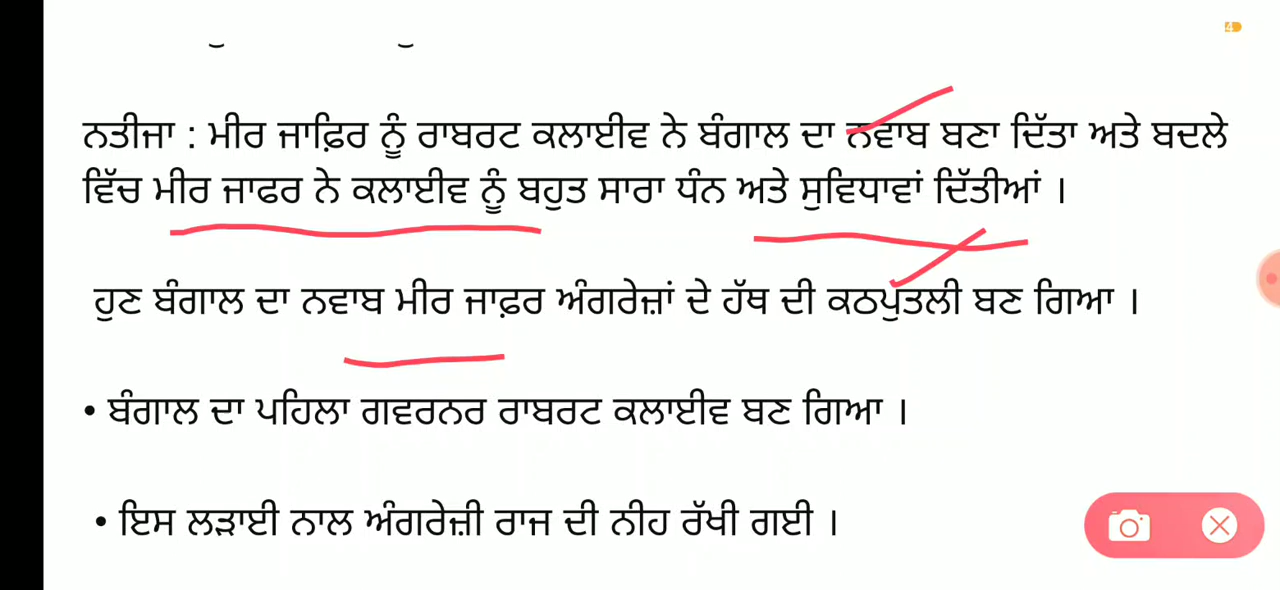 ਨਤੀਜਾ : ਮੀਰ ਜਾਫ਼ਿਰ ਨੂੰ ਰਾਬਰਟ ਕਲਾਈਵ ਨੇ ਬੰਗਾਲ ਦਾ ਨਵਾਬ ਬਣਾ ਦਿੱਤਾ ਅਤੇ ਬਦਲੇ
ਵਿੱਚ ਮੀਰ ਜਾਫਰ ਨੇ ਕਲਾਈਵ ਨੂੰ ਬਹੁਤ ਸਾਰਾ ਧੰਨ ਅਤੇ ਸੁਵਿਧਾਵਾਂ ਦਿੱਤੀਆਂ ।
ਹੁਣ ਬੰਗਾਲ ਦਾ ਨਵਾਬ ਮੀਰ ਜਾਫ਼ਰ ਅੰਗਰੇਜ਼ਾਂ ਦੇ ਹੱਥ ਦੀ ਕਠਪੁੱਤਲੀ ਬਣ ਗਿਆ ।
• ਬੰਗਾਲ ਦਾ ਪਹਿਲਾ ਗਵਰਨਰ ਰਾਬਰਟ ਕਲਾਈਵ ਬਣ ਗਿਆ ।
• ਇਸ ਲੜਾਈ ਨਾਲ ਅੰਗਰੇਜ਼ੀ ਰਾਜ ਦੀ ਨੀਹ ਰੱਖੀ ਗਈ ।